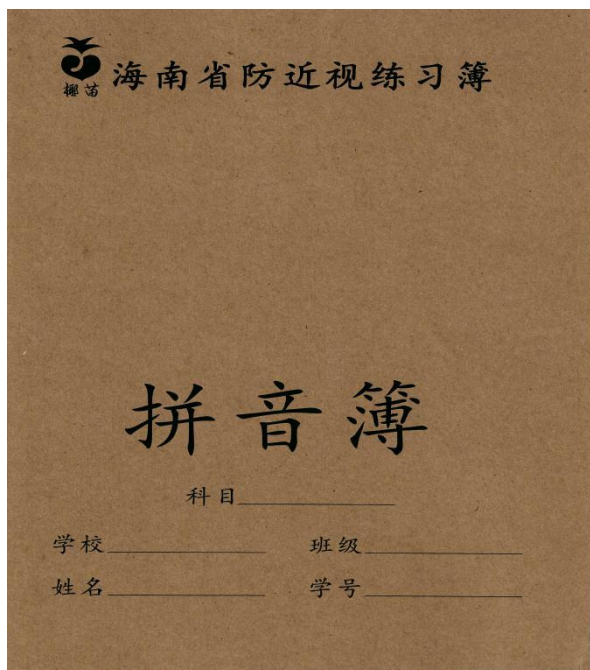 椰苗
海南省防近视练习簿
拼音簿
科目
学校 班级
姓名 学号